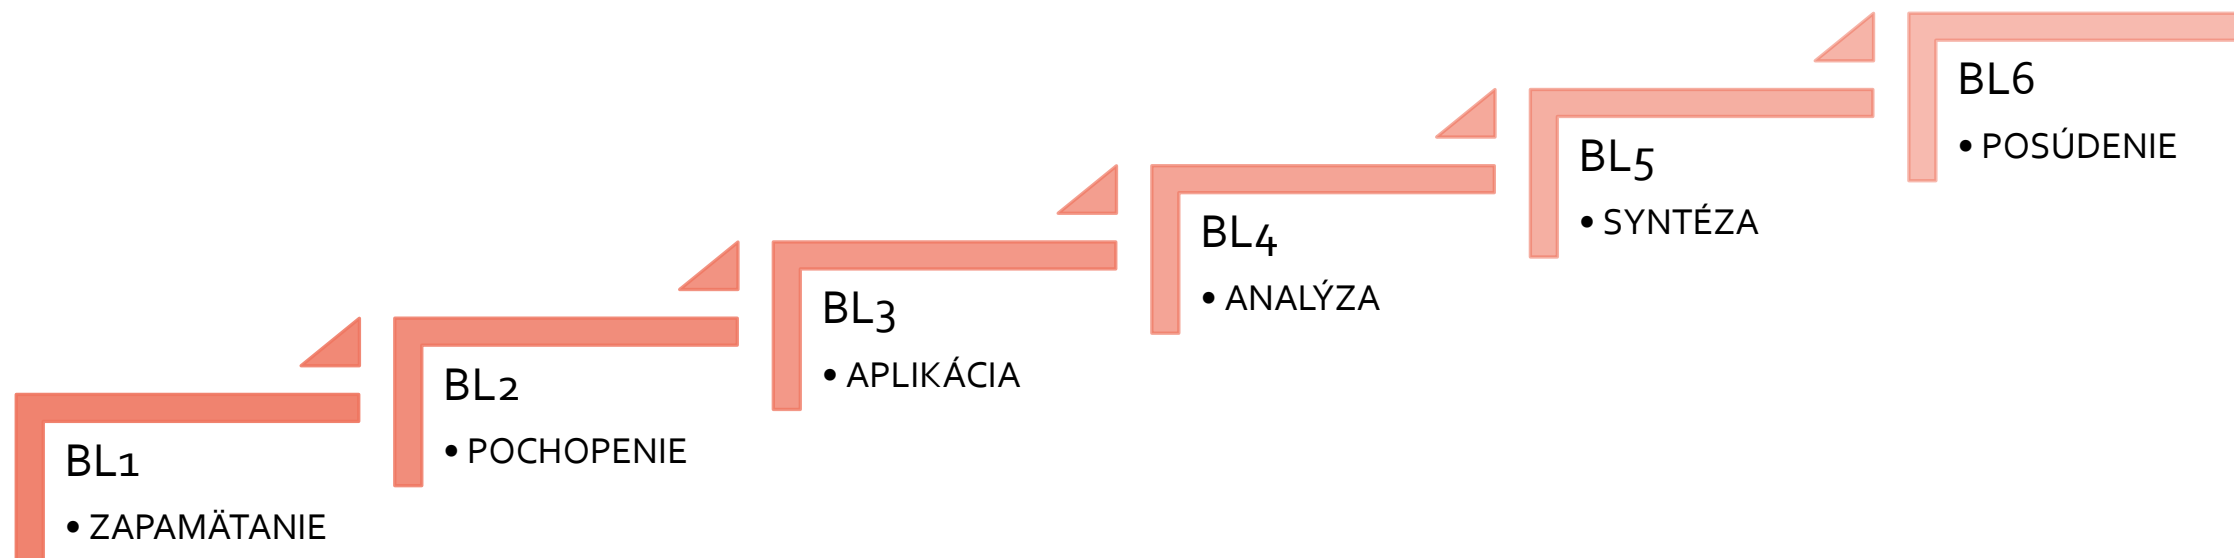 BL1
• ZAPAMÄTANIE
BL2
• POCHOPENIE
BL3
• APLIKÁCIA
BL4
• ANALÝZA
BL5
• SYNTÉZA
BL6
• POSÚDENIE